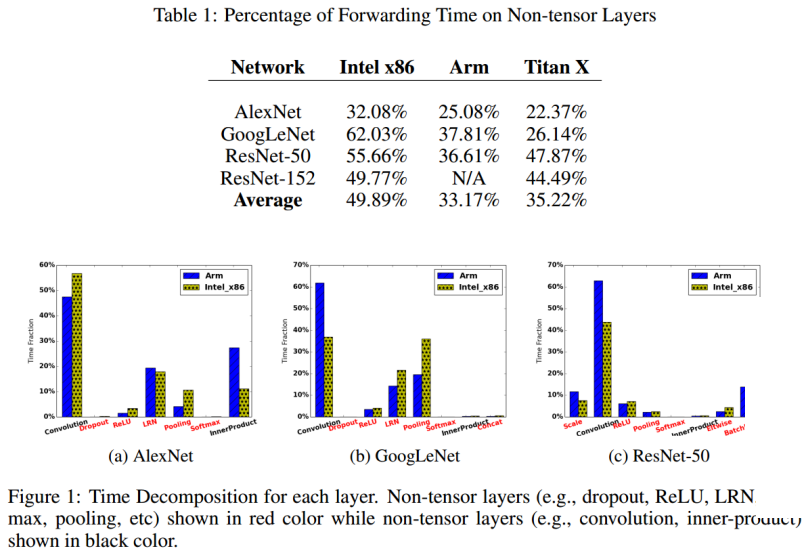 Table 1: Percentage of Forwarding Time on Non-tensor Layers
Network Intel x86 Arm Titan X
AlexNet 32.08% 25.08% 22.37%
GoogLeNet 62.03% 37.81% 26.14%
ResNet-50 55.66% 36.61% 47.87%
ResNet-152 49.77% N/A 44.49%
Average 49.89% 33.17% 35.22%
60%
50%
40%
30%
20%
10%
0%
Time Fraction
Arm
Intel_x86
Convolution Dropout ReLU LRN Pooling Softmax InnerProduct
(a) AlexNet
70%
60%
50%
40%
30%
20%
10%
0%
Time Fraction
Arm
Intel_x86
Convolution Dropout ReLU LRN Pooling Softmax InnerProduct Concat
(b) GoogLeNet
70%
60%
50%
40%
30%
20%
10%
0%
Time Fraction
Arm
Intel_x86
Scale Convolution ReLU Pooling Softmax InnerProduct Eltwise Batch
(c) ResNet-50
Figure 1: Time Decomposition for each layer. Non-tensor layers (e.g., dropout, ReLU, LRN
max, pooling, etc) shown in red color while non-tensor layers (e.g., convolution, inner-product)
shown in black color.